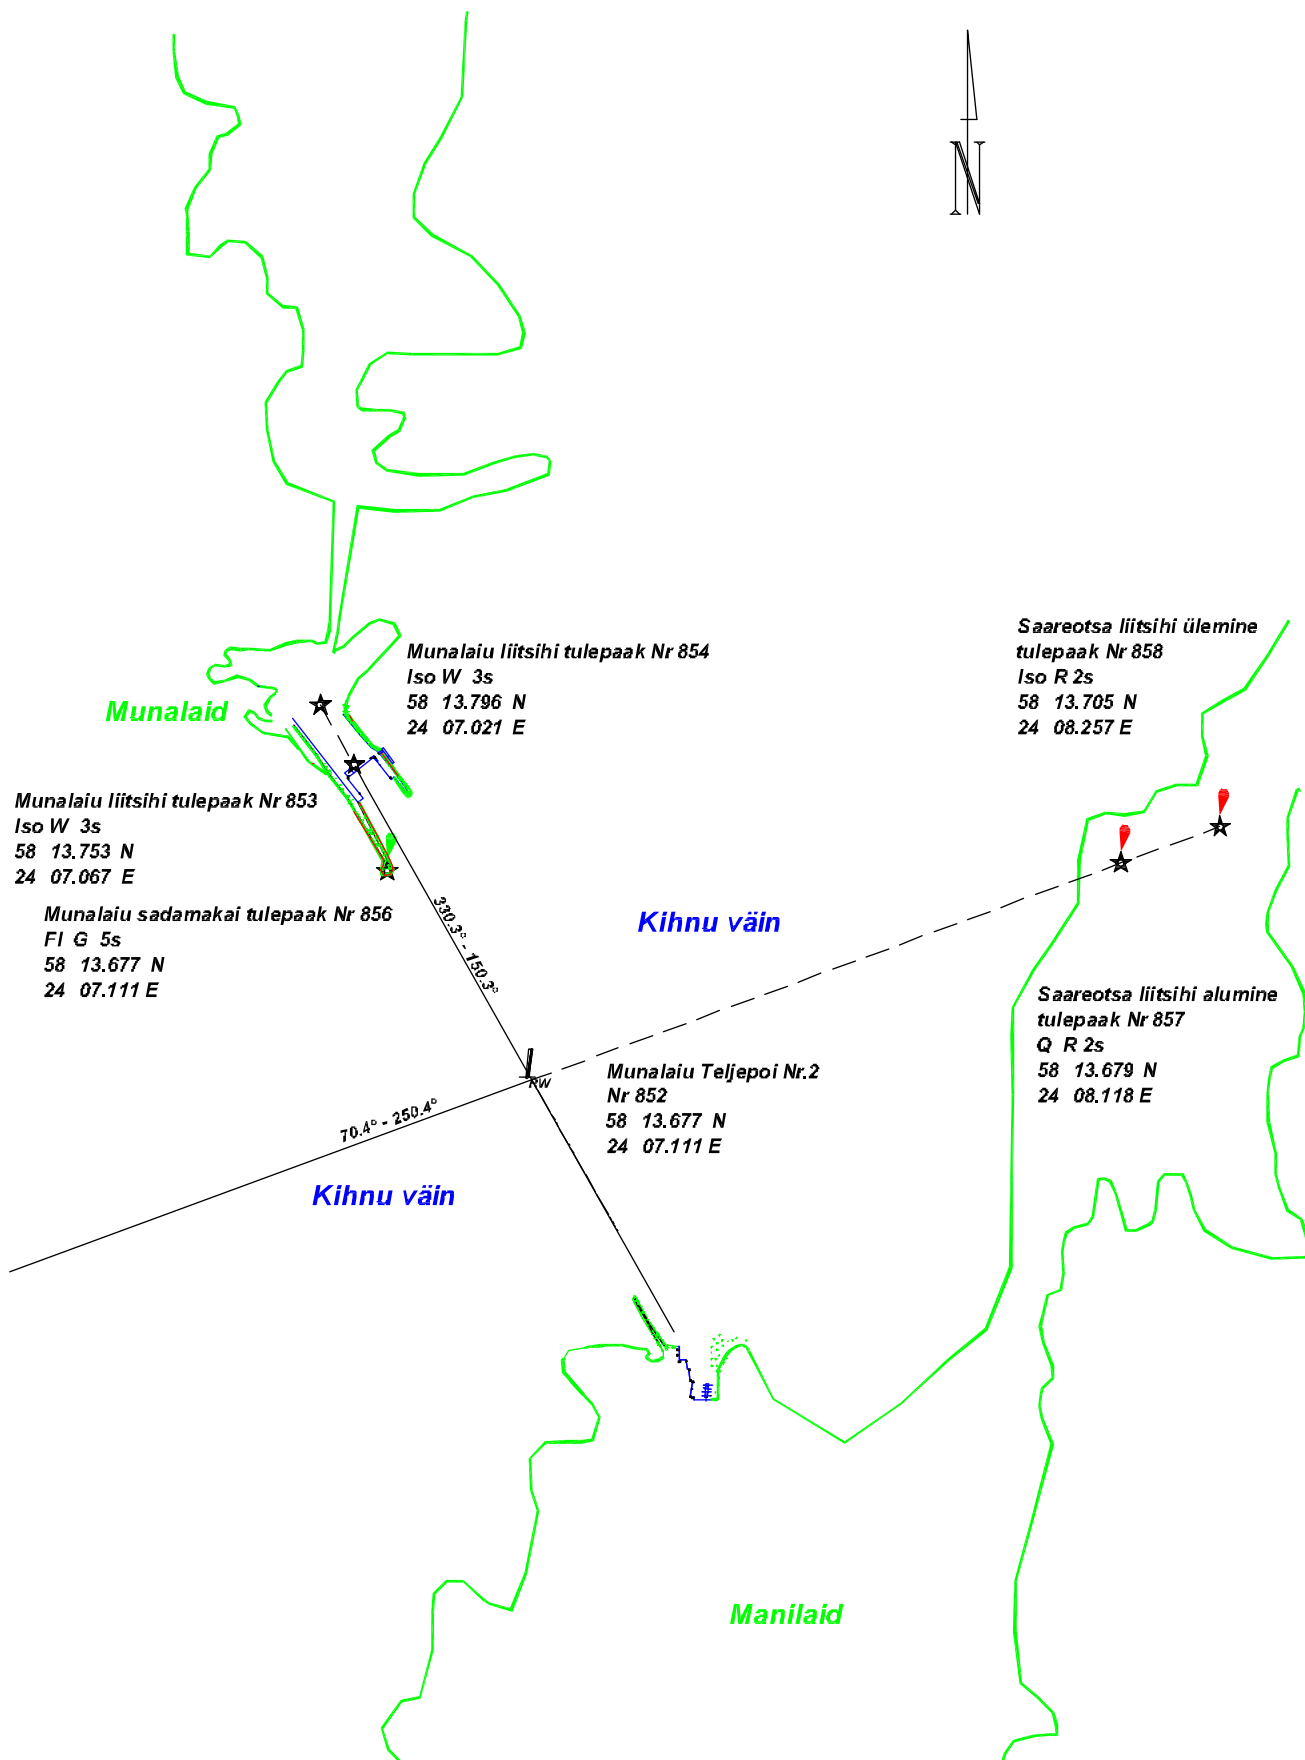 N
Munalaiu liitsihi tulepaak Nr 854
Iso W 3s
58 13.796 N
24 07.021 E
Saareotsa liitsihi ülemine
tulepaak Nr 858
Iso R 2s
58 13.705 N
24 08.257 E
Munalaid
Munalaiu liitsihi tulepaak Nr 853
Iso W 3s
58 13.753 N
24 07.067 E
Munalaiu sadamakai tulepaak Nr 856
Fl G 5s
58 13.677 N
24 07.111 E
330.3° - 150.3°
Kihnu väin
Saareotsa liitsihi alumine
tulepaak Nr 857
Q R 2s
58 13.679 N
24 08.118 E
RW
Munalaiu Teljepoi Nr.2
Nr 852
58 13.677 N
24 07.111 E
70.4° - 250.4°
Kihnu väin
Manilaid